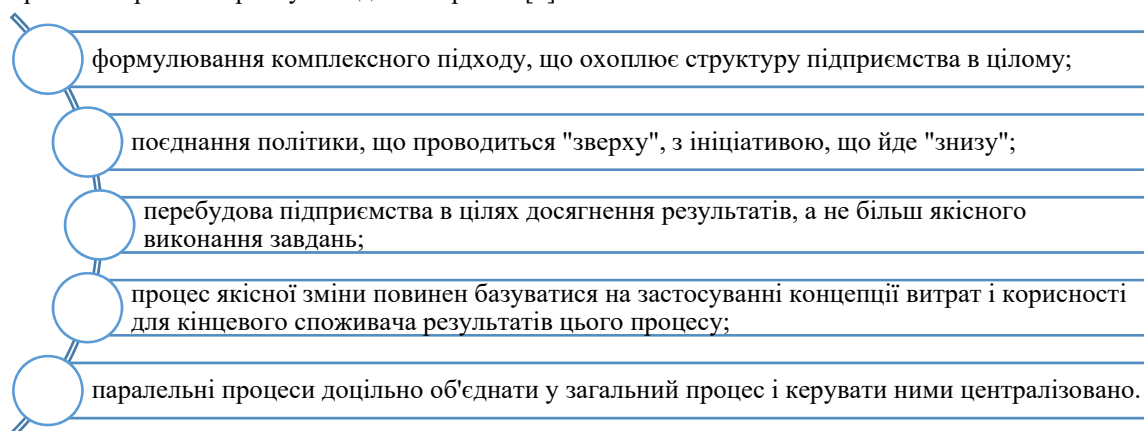 формулювання комплексного підходу, що охоплює структуру підприємства в цілому;
поєднання політики, що проводиться "зверху", з ініціативою, що йде "знизу";
перебудова підприємства в цілях досягнення результатів, а не більш якісного
виконання завдань;
процес якісної зміни повинен базуватися на застосуванні концепції витрат і корисності
для кінцевого споживача результатів цього процесу;
паралельні процеси доцільно об'єднати у загальний процес і керувати ними централізовано.